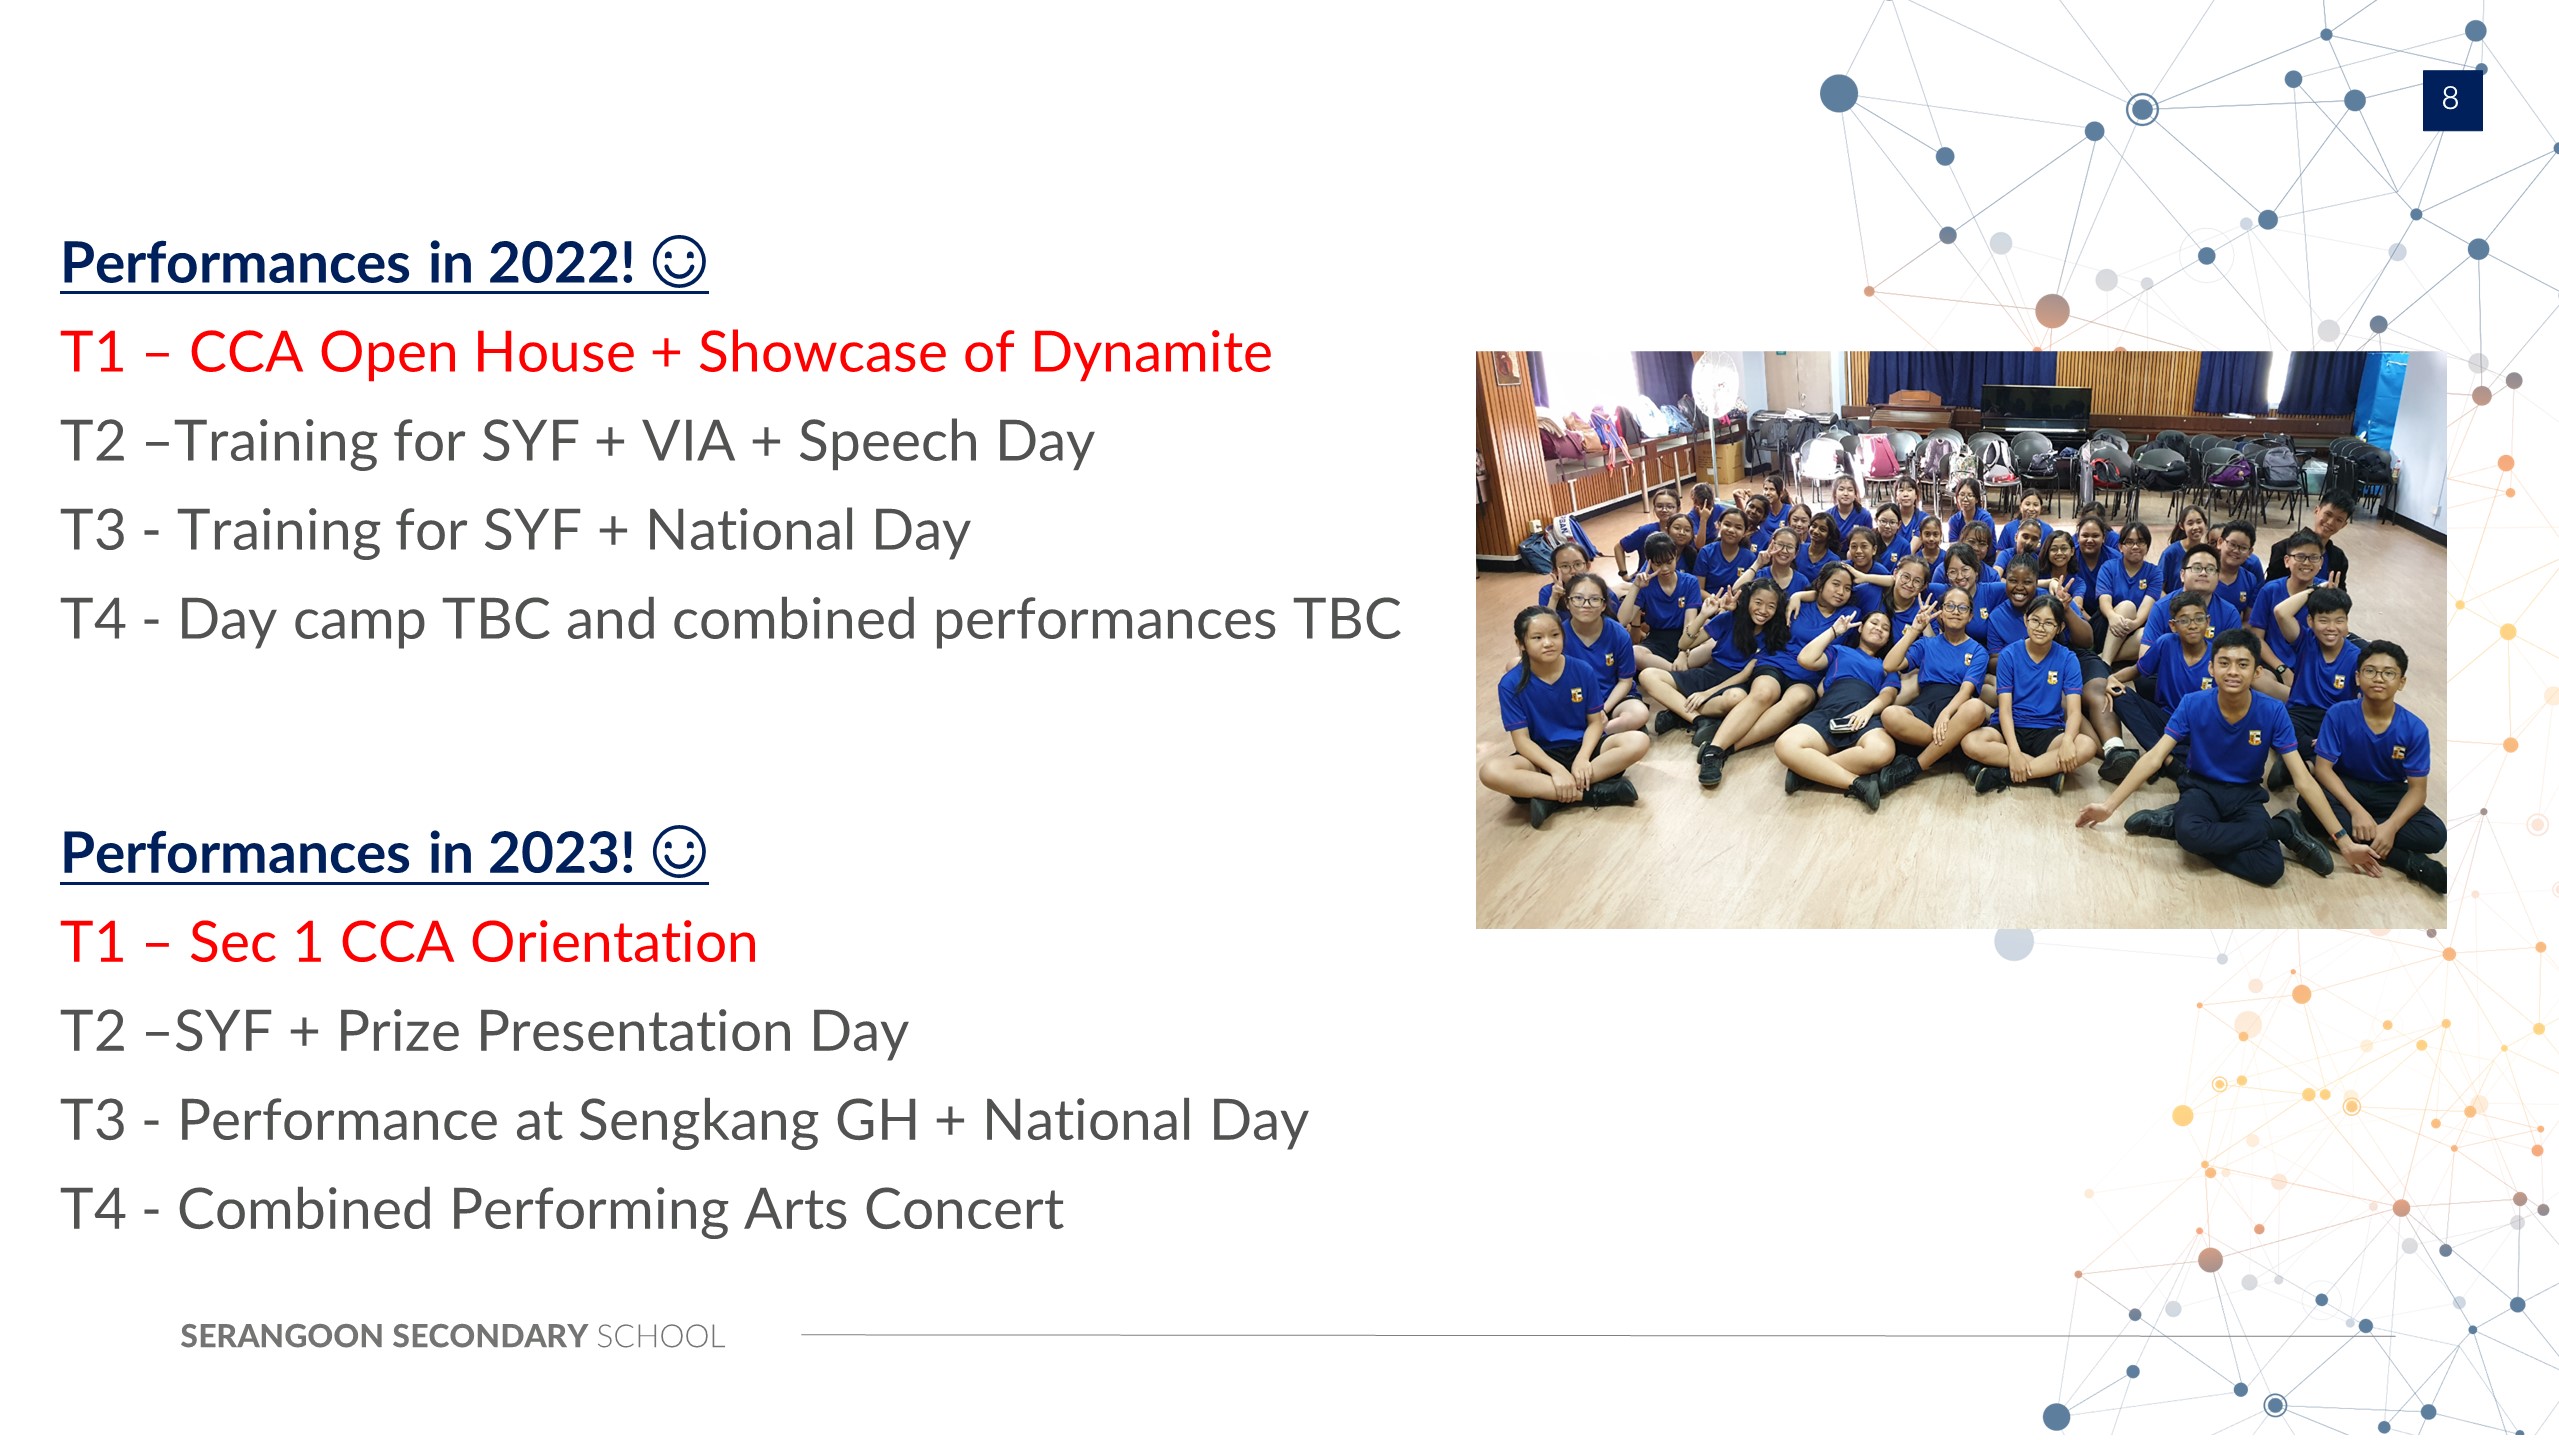 8
Performances in 2022! ☺
T1 – CCA Open House + Showcase of Dynamite
T2 –Training for SYF + VIA + Speech Day
T3 - Training for SYF + National Day
T4 - Day camp TBC and combined performances TBC
Performances in 2023! ☺
T1 – Sec 1 CCA Orientation
T2 –SYF + Prize Presentation Day
T3 - Performance at Sengkang GH + National Day
T4 - Combined Performing Arts Concert
SERANGOON SECONDARY SCHOOL